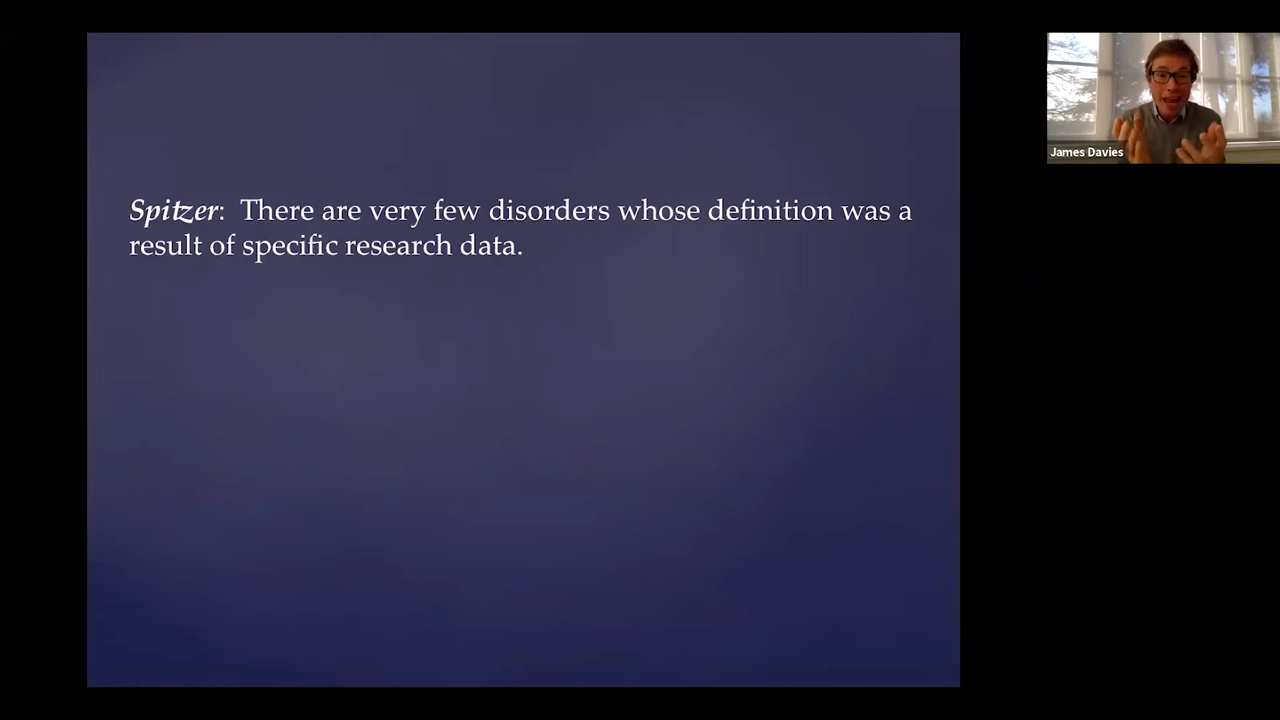 Spitzer: There are very few disorders whose definition was a
result of specific research data.
James Davies